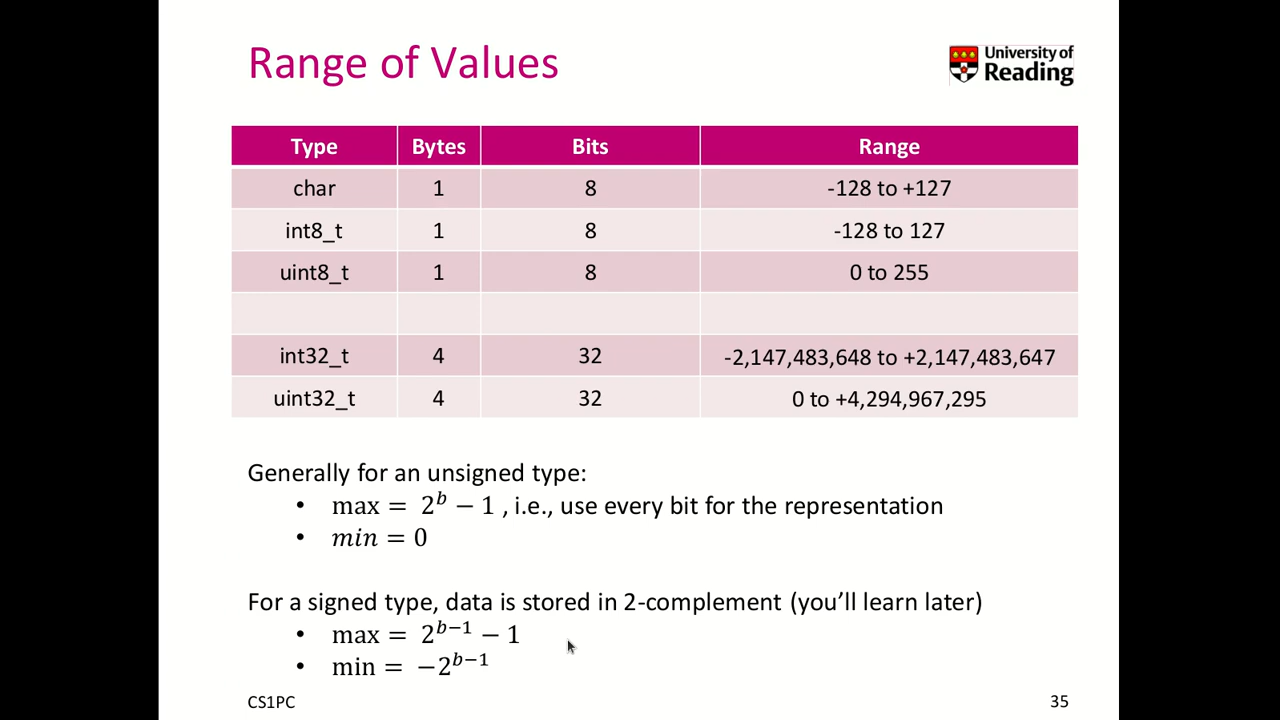 Range of Values
University of
Reading
Type Bytes Bits Range
char 1 8 -128 to +127
int8_t 1 8 -128 to 127
uint8_t 1 8 0 to 255
int32_t 4 32 -2,147,483,648 to +2,147,483,647
uint32_t 4 32 0 to +4,294,967,295
Generally for an unsigned type:
• max = 2^b − 1 , i.e., use every bit for the representation
• min = 0
For a signed type, data is stored in 2-complement (you’ll learn later)
• max = 2^{b−1} − 1
• min = −2^{b−1}
CS1PC 35